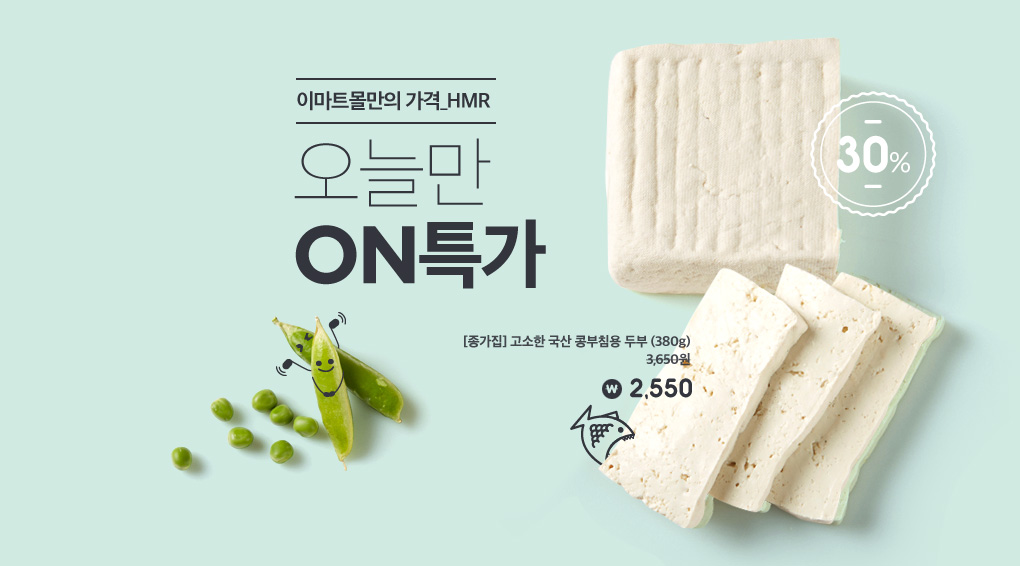 이마트몰만의 가격_HMR
오늘만
ON특가
30%
[종가집] 고소한 국산 콩부침용 두부 (380g)
3,650원
₩ 2,550